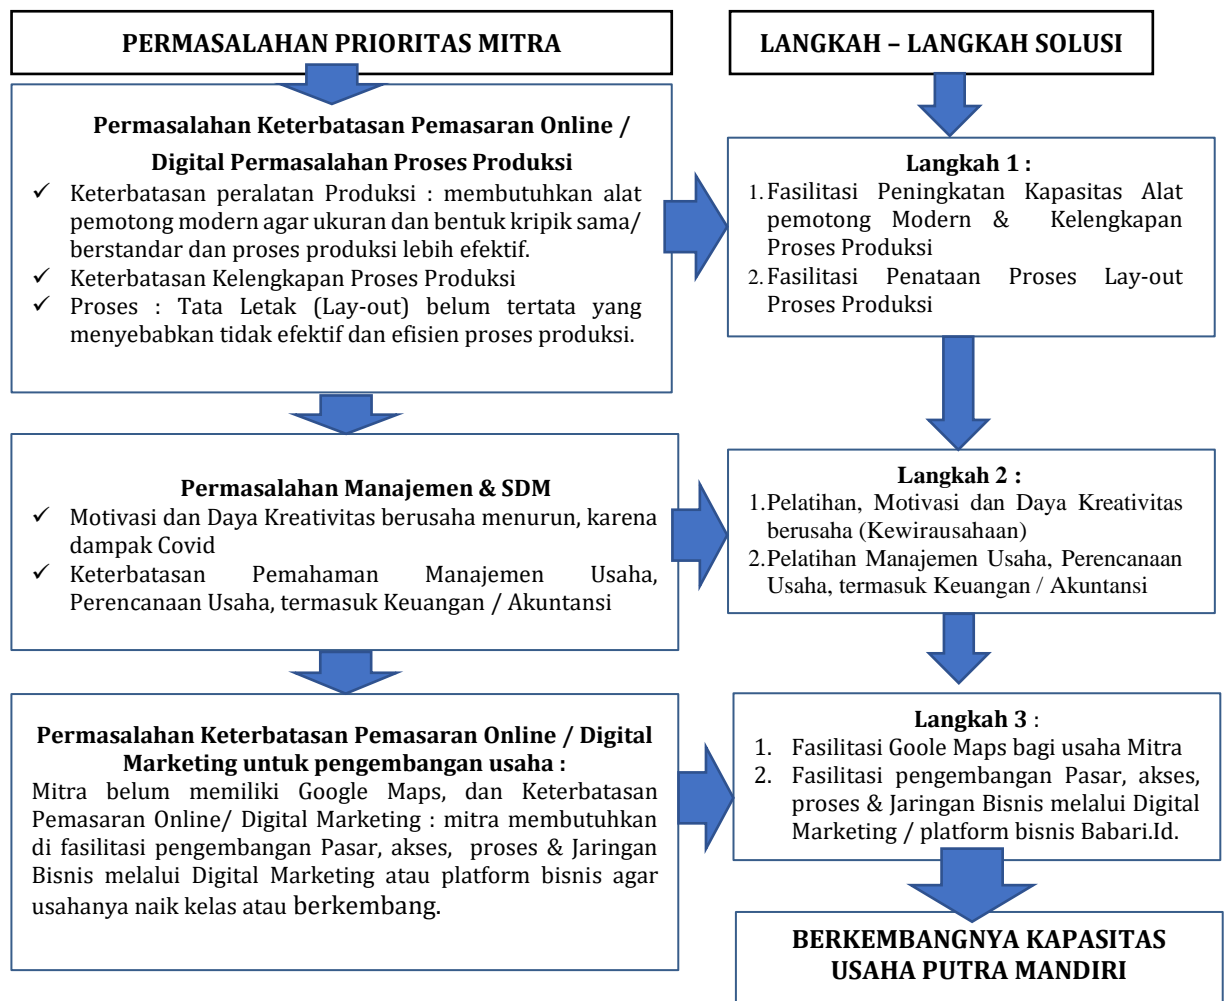 PERMASALAHAN PRIORITAS MITRA
Permasalahan Keterbatasan Pemasaran Online /
Digital Permasalahan Proses Produksi
✓ Keterbatasan peralatan Produksi : membutuhkan alat
pemotong modern agar ukuran dan bentuk kripik sama/
berstandar dan proses produksi lebih efektif.
✓ Keterbatasan Kelengkapan Proses Produksi
✓ Proses : Tata Letak (Lay-out) belum tertata yang
menyebabkan tidak efektif dan efisien proses produksi.
Permasalahan Manajemen & SDM
✓ Motivasi dan Daya Kreativitas berusaha menurun, karena
dampak Covid
✓ Keterbatasan Pemahaman Manajemen Usaha,
Perencanaan Usaha, termasuk Keuangan / Akuntansi
Permasalahan Keterbatasan Pemasaran Online / Digital
Marketing untuk pengembangan usaha :
Mitra belum memiliki Google Maps, dan Keterbatasan
Pemasaran Online/ Digital Marketing : mitra membutuhkan
di fasilitasi pengembangan Pasar, akses, proses & Jaringan
Bisnis melalui Digital Marketing atau platform bisnis agar
usahanya naik kelas atau berkembang.
LANGKAH – LANGKAH SOLUSI
Langkah 1 :
1. Fasilitasi Peningkatan Kapasitas Alat
pemotong Modern & Kelengkapan
Proses Produksi
2. Fasilitasi Penataan Proses Lay-out
Proses Produksi
Langkah 2 :
1.Pelatihan, Motivasi dan Daya Kreativitas
berusaha (Kewirausahaan)
2.Pelatihan Manajemen Usaha, Perencanaan
Usaha, termasuk Keuangan / Akuntansi
Langkah 3 :
1. Fasilitasi Goole Maps bagi usaha Mitra
2. Fasilitasi pengembangan Pasar, akses,
proses & Jaringan Bisnis melalui Digital
Marketing / platform bisnis Babari.Id.
BERKEMBANGNYA KAPASITAS
USAHA PUTRA MANDIRI